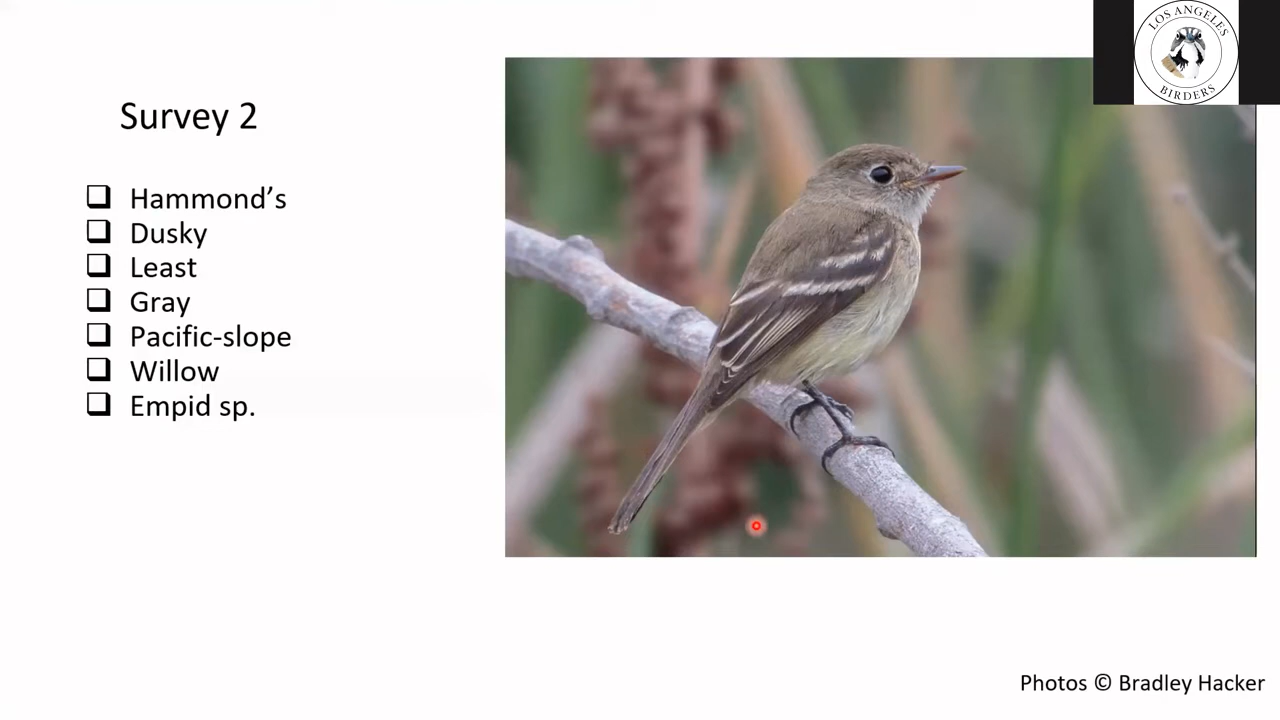 LOS ANGELES
BIRDERS
Survey 2
Hammond’s
Dusky
Least
Gray
Pacific-slope
Willow
Empid sp.
Photos © Bradley Hacker